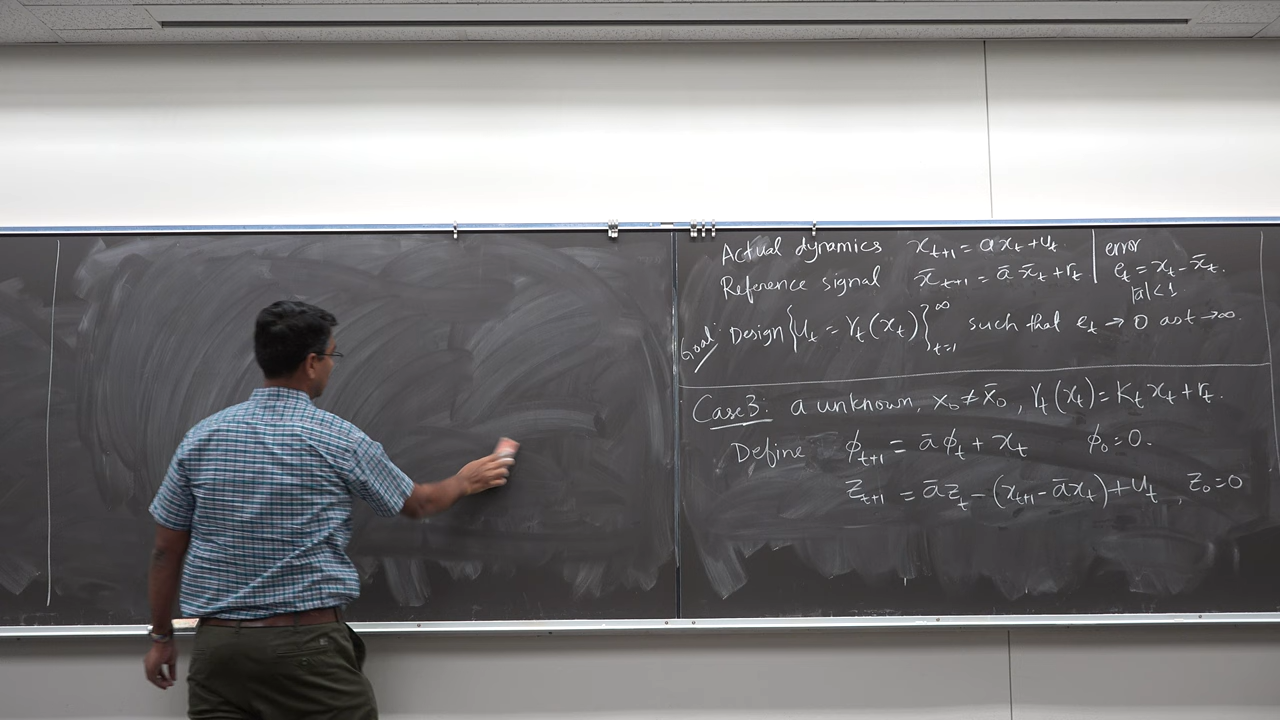 Actual dynamics x_{t+1} = a x_t + u_t. | error
Reference signal x̄_{t+1} = ā x̄_t + r_t | e_t = x_t - x̄_t.
|ā| < 1
Goal: Design {u_t = γ_t(x_t)}_{t=1}^∞ such that e_t → 0 as t → ∞.
Case 3: a unknown, x_0 ≠ x̄_0, γ_t(x_t) = K_t x_t + r_t.
Define φ_{t+1} = ā φ_t + x_t φ_0 = 0.
z_{t+1} = ā z_t - (x_{t+1} - ā x_t) + u_t, z_0 = 0